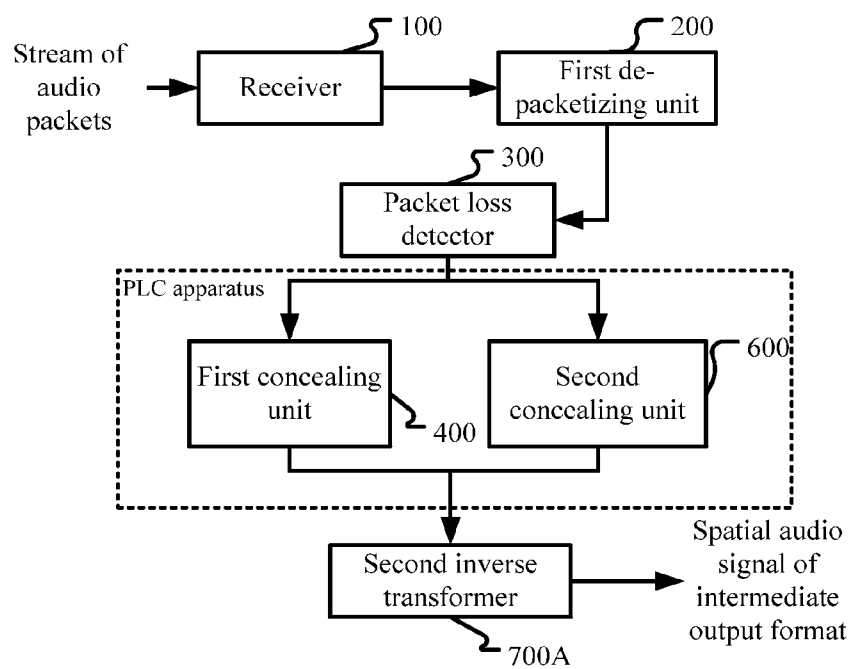 100
200
Stream of
audio
packets
Receiver
First de-
packetizing unit
300
Packet loss
detector
PLC apparatus
600
First concealing
unit
Second
concealing unit
400
Second inverse
transformer
Spatial audio
signal of
intermediate
output format
700A